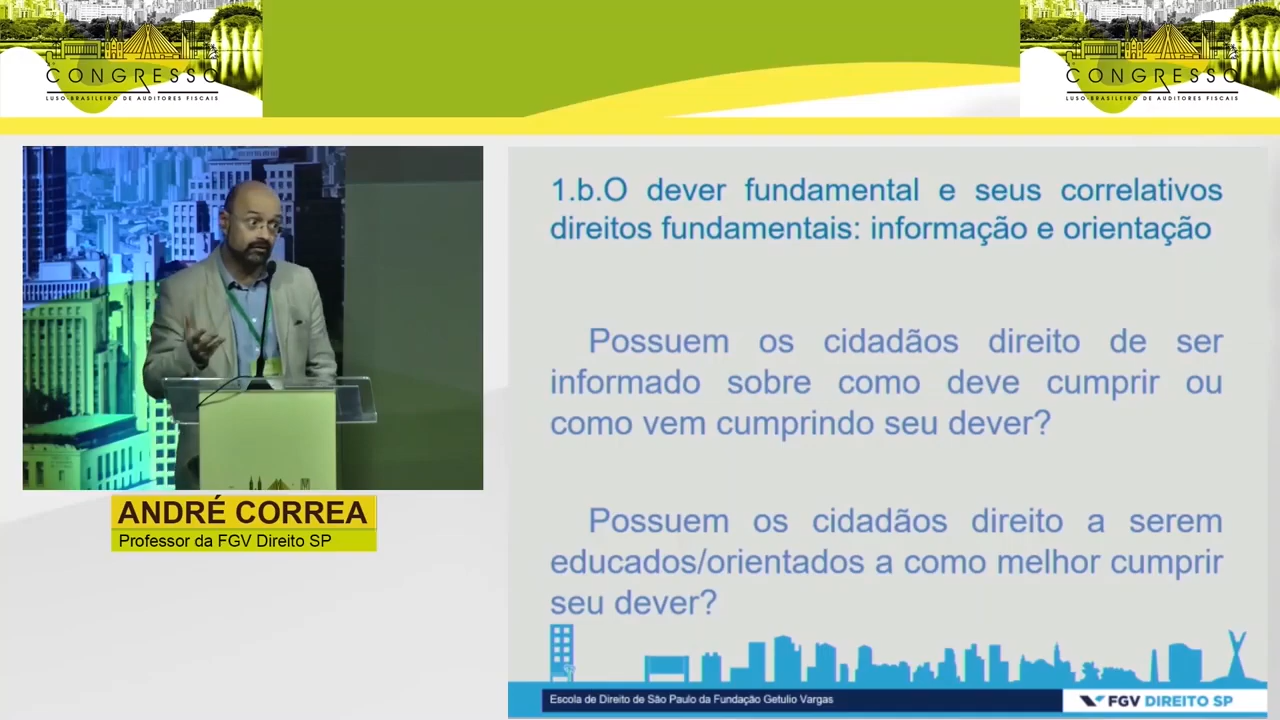 CONGRESSO
LUSO-BRASILEIRO DE AUDITORES FISCAIS
CONGRESSO
LUSO-BRASILEIRO DE AUDITORES FISCAIS
1.b.O dever fundamental e seus correlativos
direitos fundamentais: informação e orientação
Possuem os cidadãos direito de ser
informado sobre como deve cumprir ou
como vem cumprindo seu dever?
Possuem os cidadãos direito a serem
educados/orientados a como melhor cumprir
seu dever?
ANDRÉ CORREA
Professor da FGV Direito SP
Escola de Direito de São Paulo da Fundação Getulio Vargas
FGV DIREITO SP